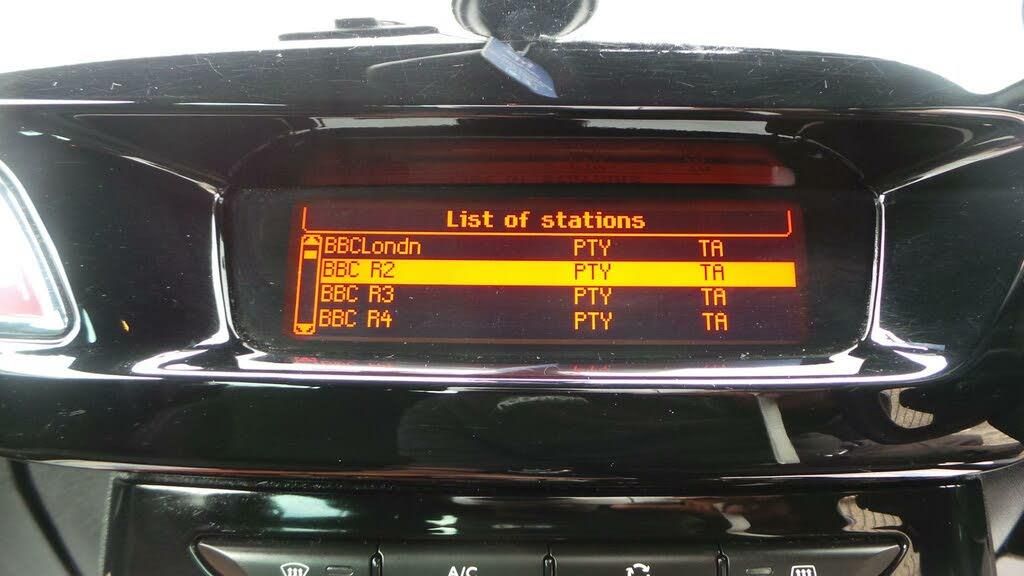 List of stations
BBCLondn PTY TA
BBC R2 PTY TA
BBC R3 PTY TA
BBC R4 PTY TA
A/C